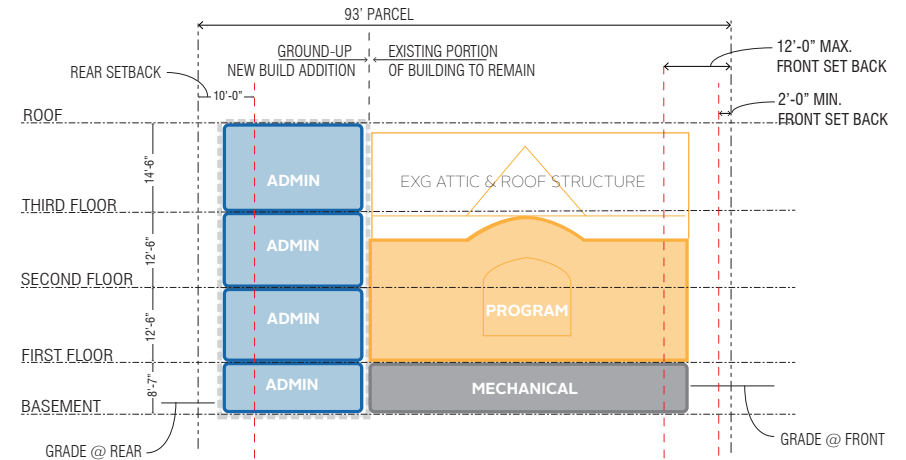 93' PARCEL
GROUND-UP
NEW BUILD ADDITION
EXISTING PORTION
OF BUILDING TO REMAIN
12'-0" MAX.
FRONT SET BACK
REAR SETBACK
10'-0"
2'-0" MIN.
FRONT SET BACK
ROOF
14'-6"
ADMIN
EXG ATTIC & ROOF STRUCTURE
THIRD FLOOR
12'-6"
ADMIN
SECOND FLOOR
12'-6"
ADMIN
PROGRAM
FIRST FLOOR
8'-7"
ADMIN
MECHANICAL
BASEMENT
GRADE @ REAR
GRADE @ FRONT